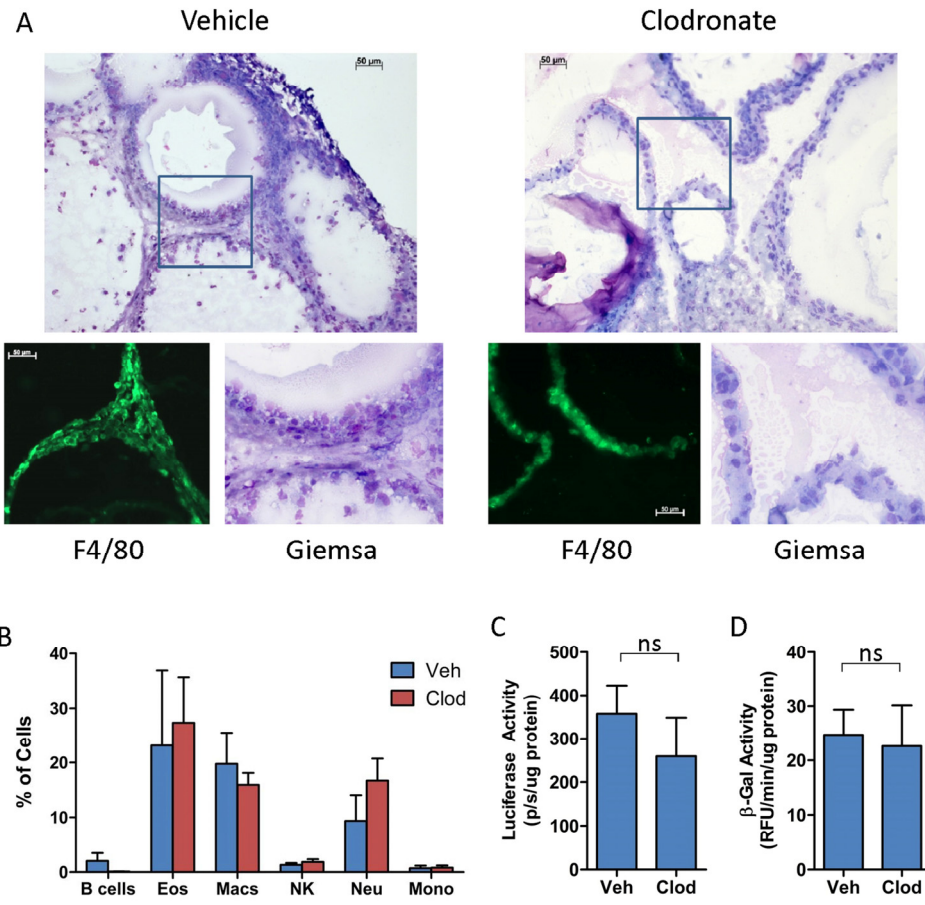 A
Vehicle
Clodronate
50 µm
50 µm
50 µm
50 µm
F4/80
Giemsa
F4/80
Giemsa
B
% of Cells
40
30
20
10
0
Veh
Clod
B cells Eos Macs NK Neu Mono
C
Luciferase Activity
(p/s/ug protein)
500
400
300
200
100
0
ns
Veh Clod
D
β-Gal Activity
(RFU/min/ug protein)
40
30
20
10
0
ns
Veh Clod